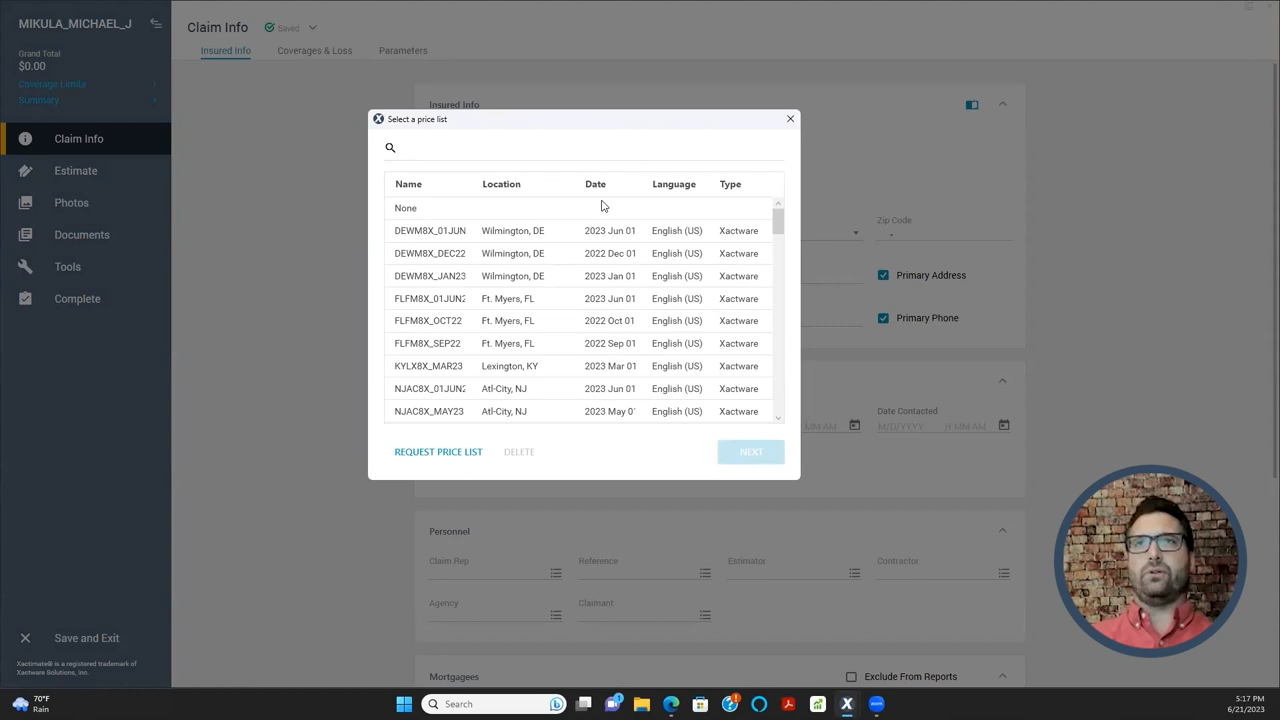 MIKULA_MICHAEL_J
Grand Total
$0.00
Coverage Limits
Summary
Claim Info
Estimate
Photos
Documents
Tools
Complete
Save and Exit
Xactimate® is a registered trademark of
Xactware Solutions, Inc.
Claim Info Saved
Insured Info Coverages & Loss Parameters
Insured Info
Select a price list
Name Location Date Language Type
None
DEWM8X_01JUN Wilmington, DE 2023 Jun 01 English (US) Xactware
DEWM8X_DEC22 Wilmington, DE 2022 Dec 01 English (US) Xactware
DEWM8X_JAN23 Wilmington, DE 2023 Jan 01 English (US) Xactware
FLFM8X_01JUN2 Ft. Myers, FL 2023 Jun 01 English (US) Xactware
FLFM8X_OCT22 Ft. Myers, FL 2022 Oct 01 English (US) Xactware
FLFM8X_SEP22 Ft. Myers, FL 2022 Sep 01 English (US) Xactware
KYLX8X_MAR23 Lexington, KY 2023 Mar 01 English (US) Xactware
NJAC8X_01JUN2 Atl-City, NJ 2023 Jun 01 English (US) Xactware
NJAC8X_MAY23 Atl-City, NJ 2023 May 0 English (US) Xactware
REQUEST PRICE LIST DELETE NEXT
Zip Code
-
Primary Address
Primary Phone
Date Contacted
MM AM M/D/YYYY H:MM AM
Personnel
Claim Rep Reference Estimator Contractor
Agency Claimant
Mortgagees Exclude From Reports
70°F
Rain
Search
5:17 PM
6/21/2023